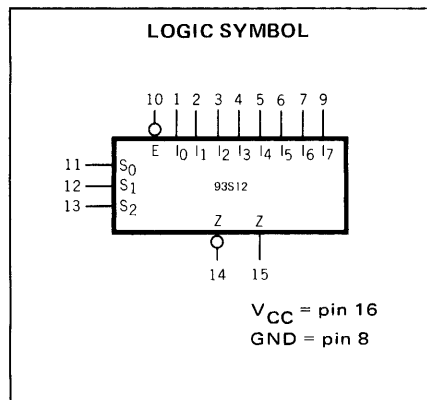 LOGIC SYMBOL
10 1 2 3 4 5 6 7 9
E I0 I1 I2 I3 I4 I5 I6 I7
11 S0
12 S1 93S12
13 S2
Z Z
14 15
VCC = pin 16
GND = pin 8